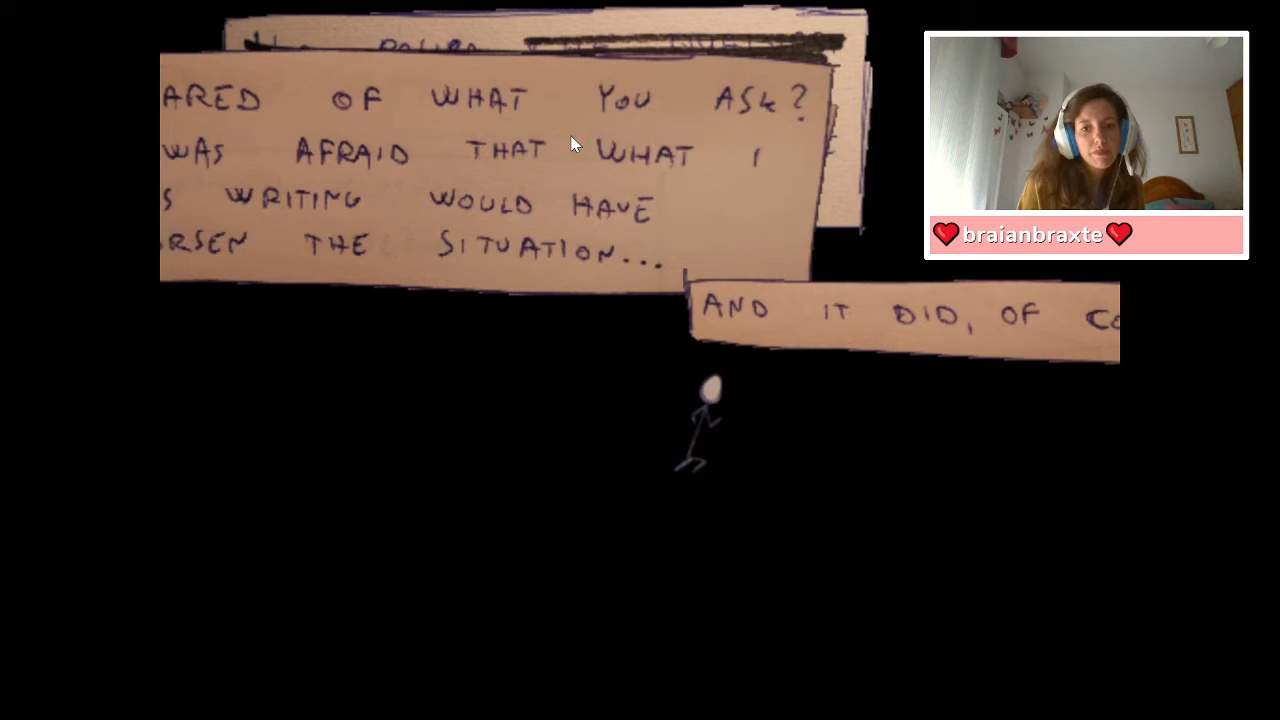 ARED OF WHAT YOU ASK?
WAS AFRAID THAT WHAT I
S WRITING WOULD HAVE
RSEN THE SITUATION...
AND IT DID, OF CO
❤️braianbraxte❤️